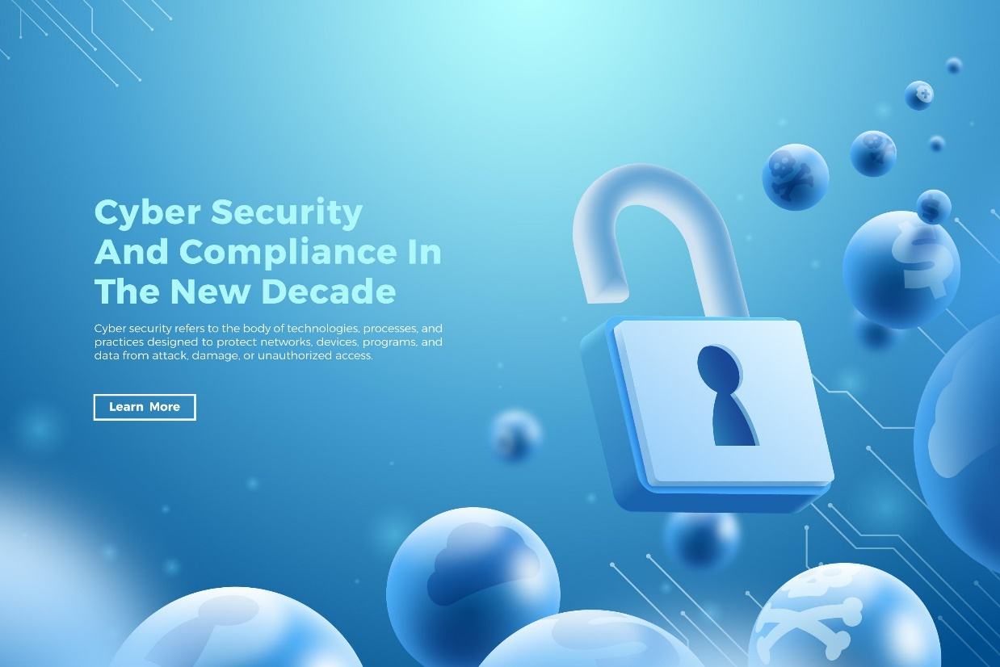 Cyber Security
And Compliance In
The New Decade
Cyber security refers to the body of technologies, processes, and
practices designed to protect networks, devices, programs, and
data from attack, damage, or unauthorized access.
Learn More
$
$